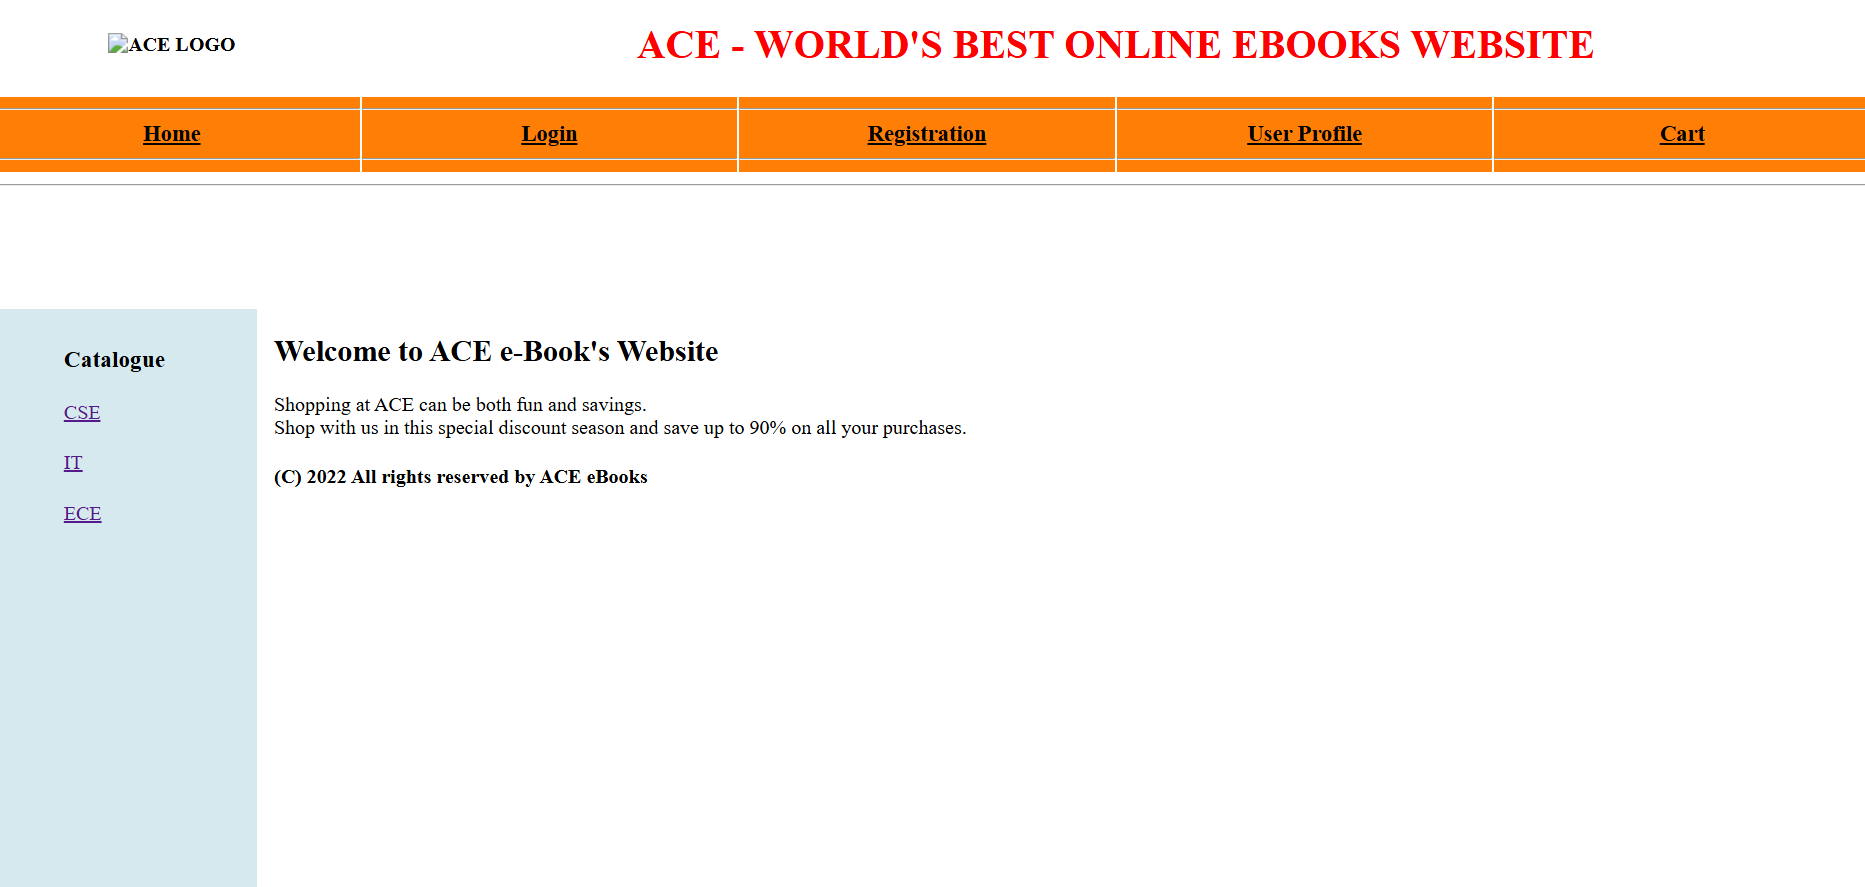 ACE LOGO
ACE - WORLD'S BEST ONLINE EBOOKS WEBSITE
Home Login Registration User Profile Cart
Catalogue
CSE
IT
ECE
Welcome to ACE e-Book's Website
Shopping at ACE can be both fun and savings.
Shop with us in this special discount season and save up to 90% on all your purchases.
(C) 2022 All rights reserved by ACE eBooks